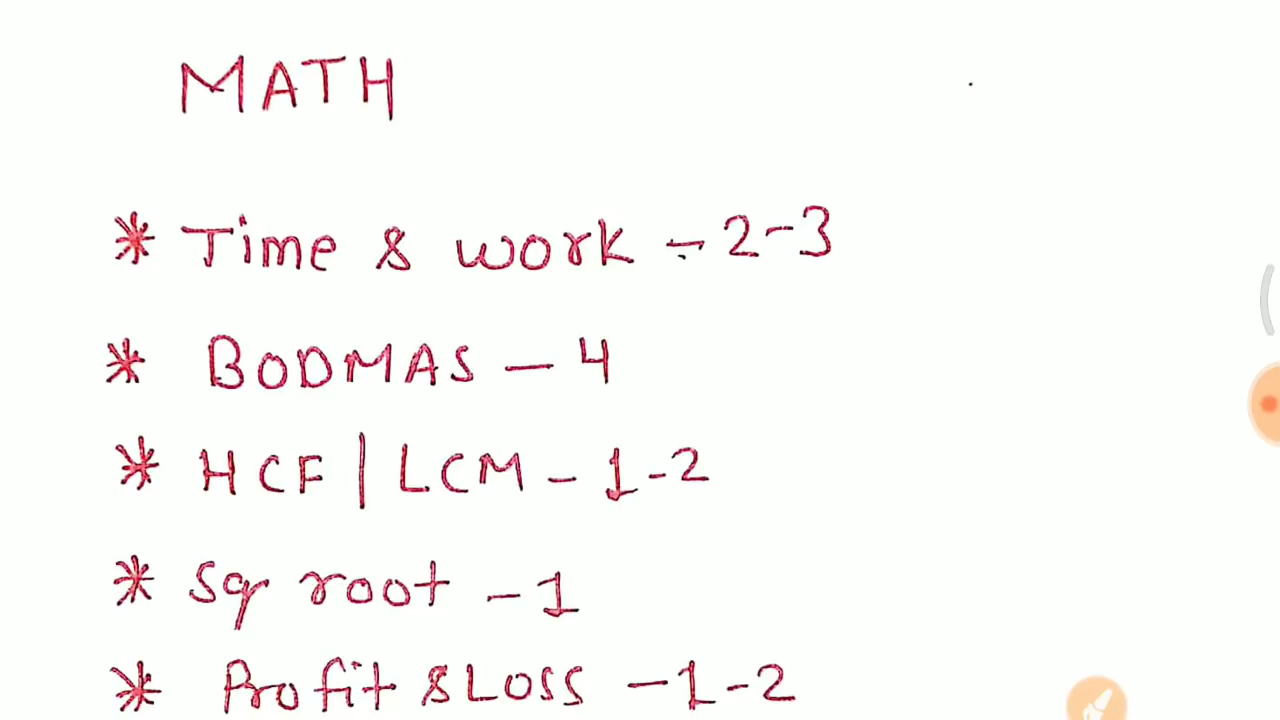 MATH
* Time & work - 2-3
* BODMAS - 4
* HCF | LCM - 1-2
* Sq root - 1
* Profit & Loss - 1-2